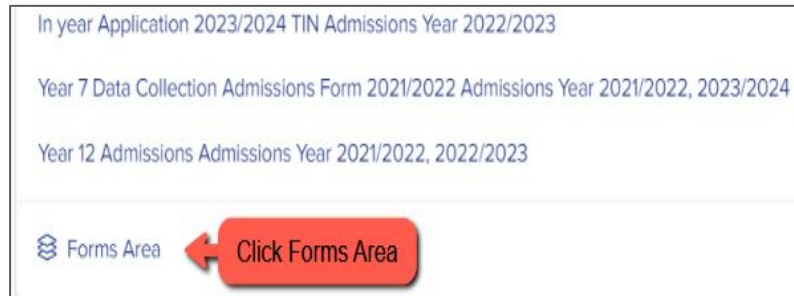 In year Application 2023/2024 TIN Admissions Year 2022/2023
Year 7 Data Collection Admissions Form 2021/2022 Admissions Year 2021/2022, 2023/2024
Year 12 Admissions Admissions Year 2021/2022, 2022/2023
Forms Area
Click Forms Area